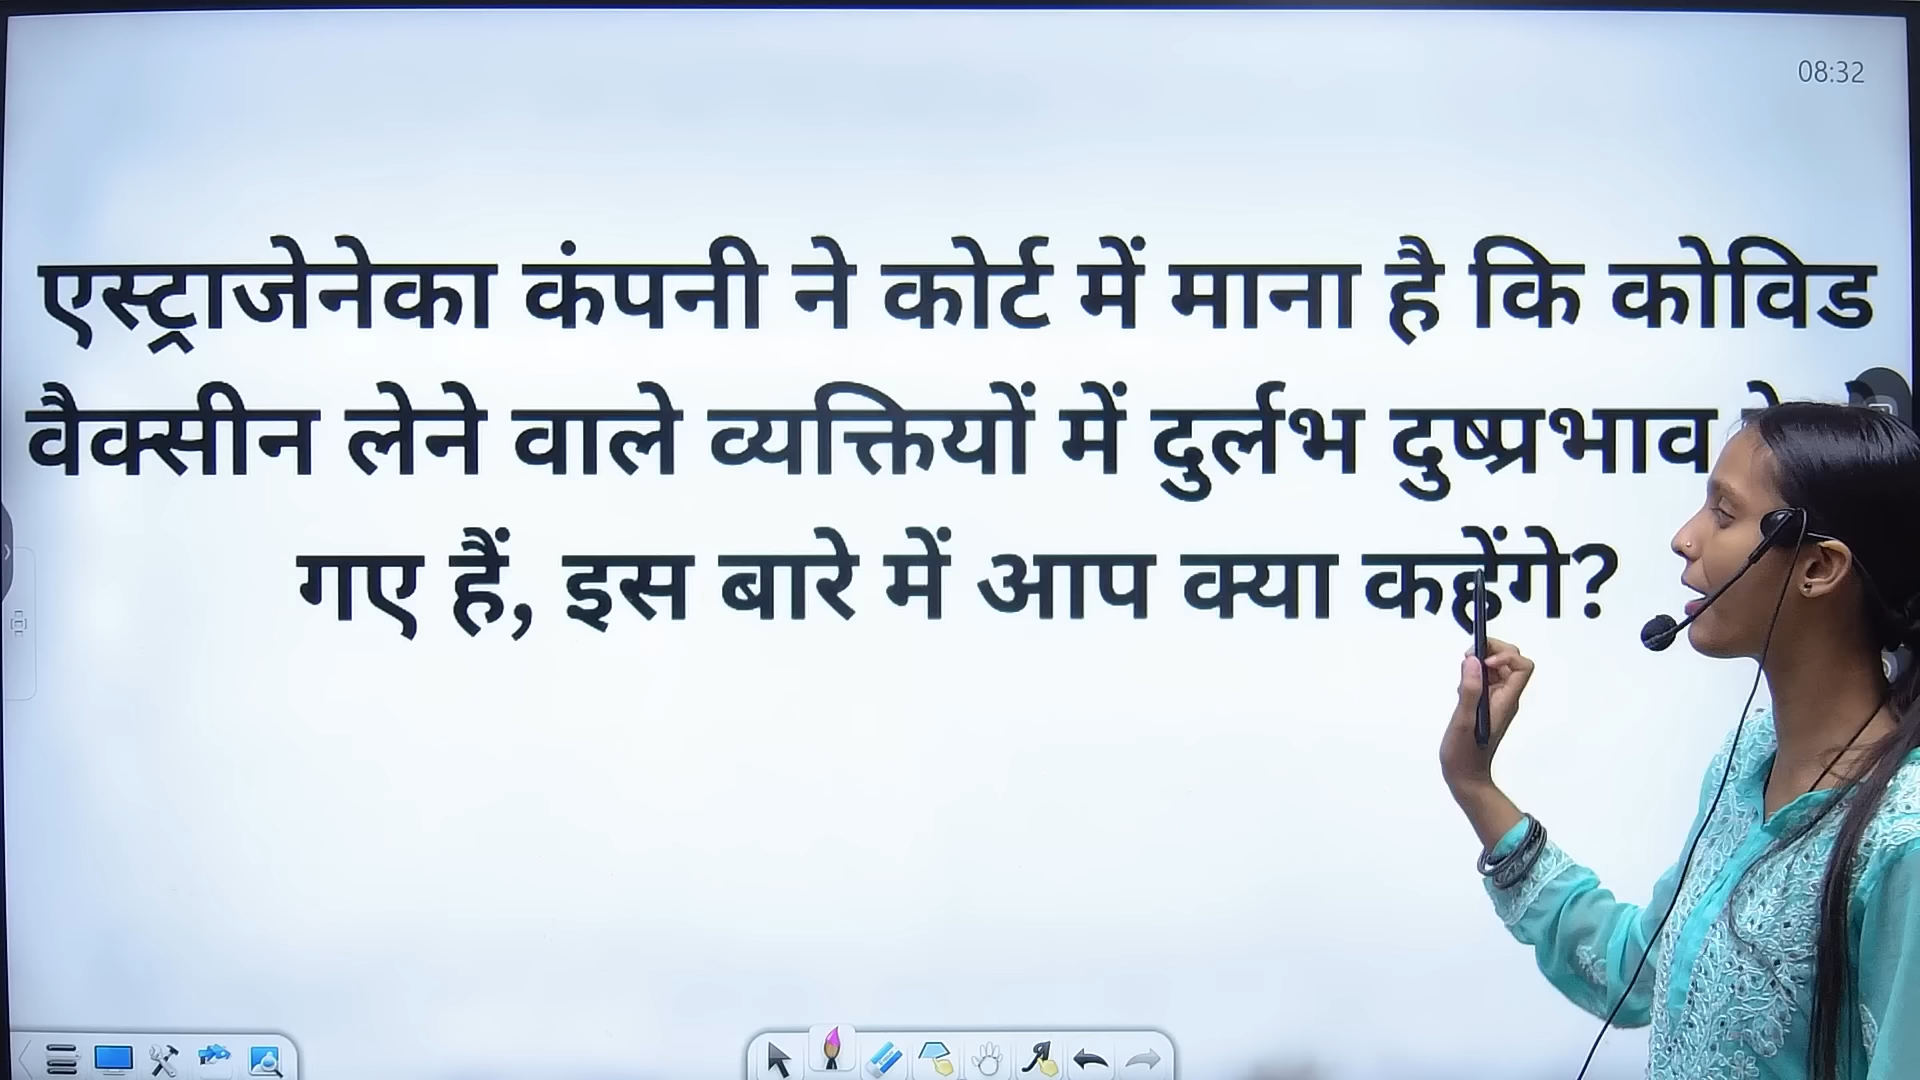 08:32
एस्ट्राजेनेका कंपनी ने कोर्ट में माना है कि कोविड
वैक्सीन लेने वाले व्यक्तियों में दुर्लभ दुष्प्रभाव
गए हैं, इस बारे में आप क्या कहेंगे?